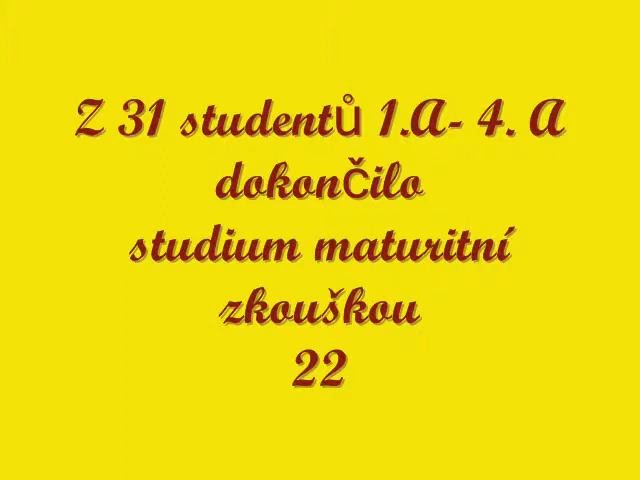 Z 31 studentů 1.A- 4. A
dokončilo
studium maturitní
zkouškou
22